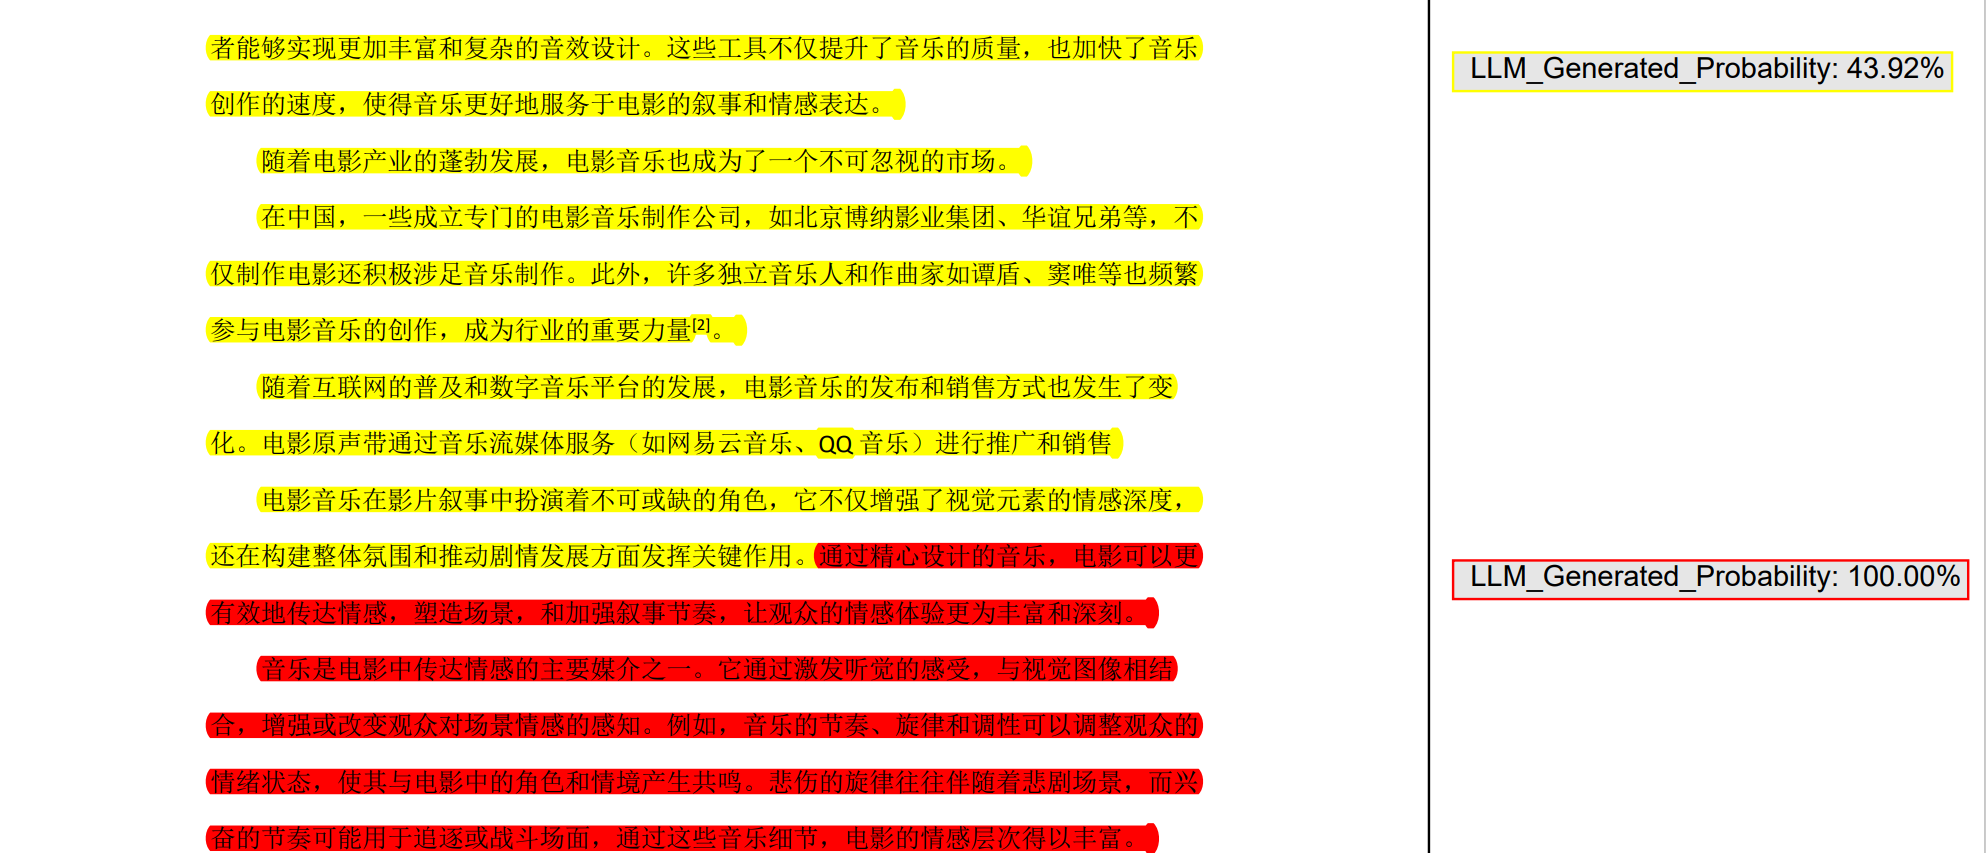 者能够实现更加丰富和复杂的音效设计。这些工具不仅提升了音乐的质量，也加快了音乐
LLM_Generated_Probability: 43.92%
创作的速度，使得音乐更好地服务于电影的叙事和情感表达。
随着电影产业的蓬勃发展，电影音乐也成为了一个不可忽视的市场。
在中国，一些成立专门的电影音乐制作公司，如北京博纳影业集团、华谊兄弟等，不
仅制作电影还积极涉足音乐制作。此外，许多独立音乐人和作曲家如谭盾、窦唯等也频繁
参与电影音乐的创作，成为行业的重要力量[2]。
随着互联网的普及和数字音乐平台的发展，电影音乐的发布和销售方式也发生了变
化。电影原声带通过音乐流媒体服务（如网易云音乐、QQ 音乐）进行推广和销售
电影音乐在影片叙事中扮演着不可或缺的角色，它不仅增强了视觉元素的情感深度，
还在构建整体氛围和推动剧情发展方面发挥关键作用。通过精心设计的音乐，电影可以更
LLM_Generated_Probability: 100.00%
有效地传达情感，塑造场景，和加强叙事节奏，让观众的情感体验更为丰富和深刻。
音乐是电影中传达情感的主要媒介之一。它通过激发听觉的感受，与视觉图像相结
合，增强或改变观众对场景情感的感知。例如，音乐的节奏、旋律和调性可以调整观众的
情绪状态，使其与电影中的角色和情境产生共鸣。悲伤的旋律往往伴随着悲剧场景，而兴
奋的节奏可能用于追逐或战斗场面，通过这些音乐细节，电影的情感层次得以丰富。